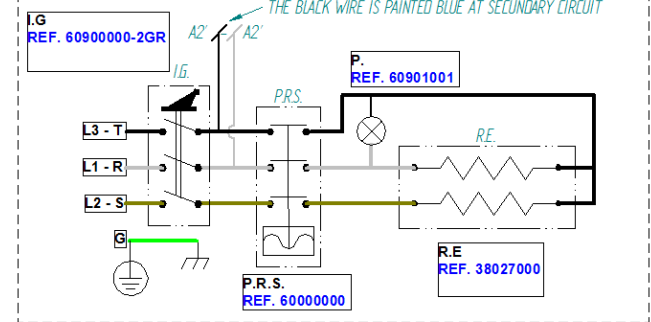 THE BLACK WIRE IS PAINTED BLUE AT SECUNDARY CIRCUIT
I.G
REF. 60900000-2GR
A2' A2'
I.G.
P.
REF. 60901001
P.R.S.
L3 - T
R.E.
L1 - R
L2 - S
G
R.E
REF. 38027000
P.R.S.
REF. 60000000